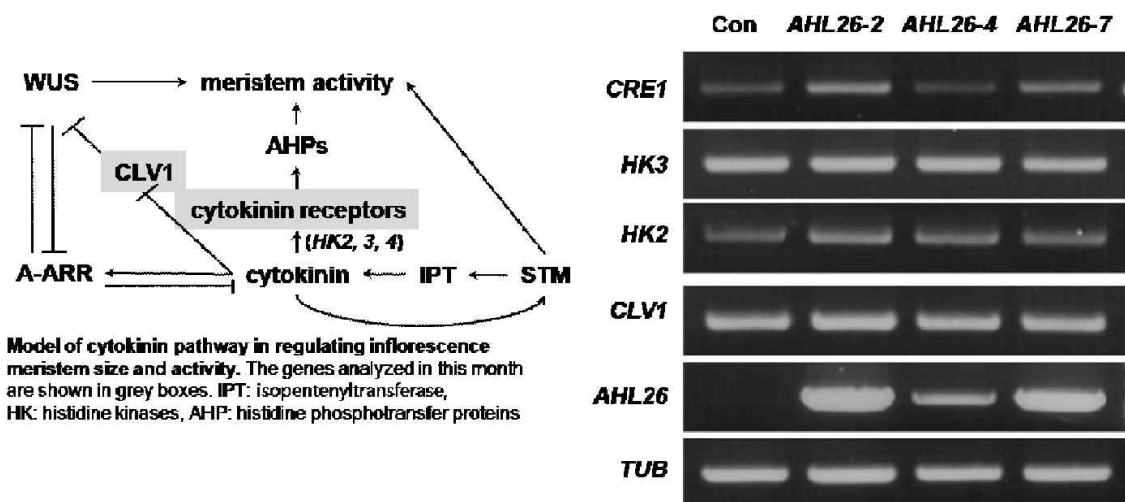 WUS
meristem activity
AHPs
CLV1
cytokinin receptors
(HK2, 3, 4)
A-ARR
cytokinin
IPT
STM
Model of cytokinin pathway in regulating inflorescence
meristem size and activity. The genes analyzed in this month
are shown in grey boxes. IPT: isopentenyltransferase,
HK: histidine kinases, AHP: histidine phosphotransfer proteins
Con AHL26-2 AHL26-4 AHL26-7
CRE1
HK3
HK2
CLV1
AHL26
TUB